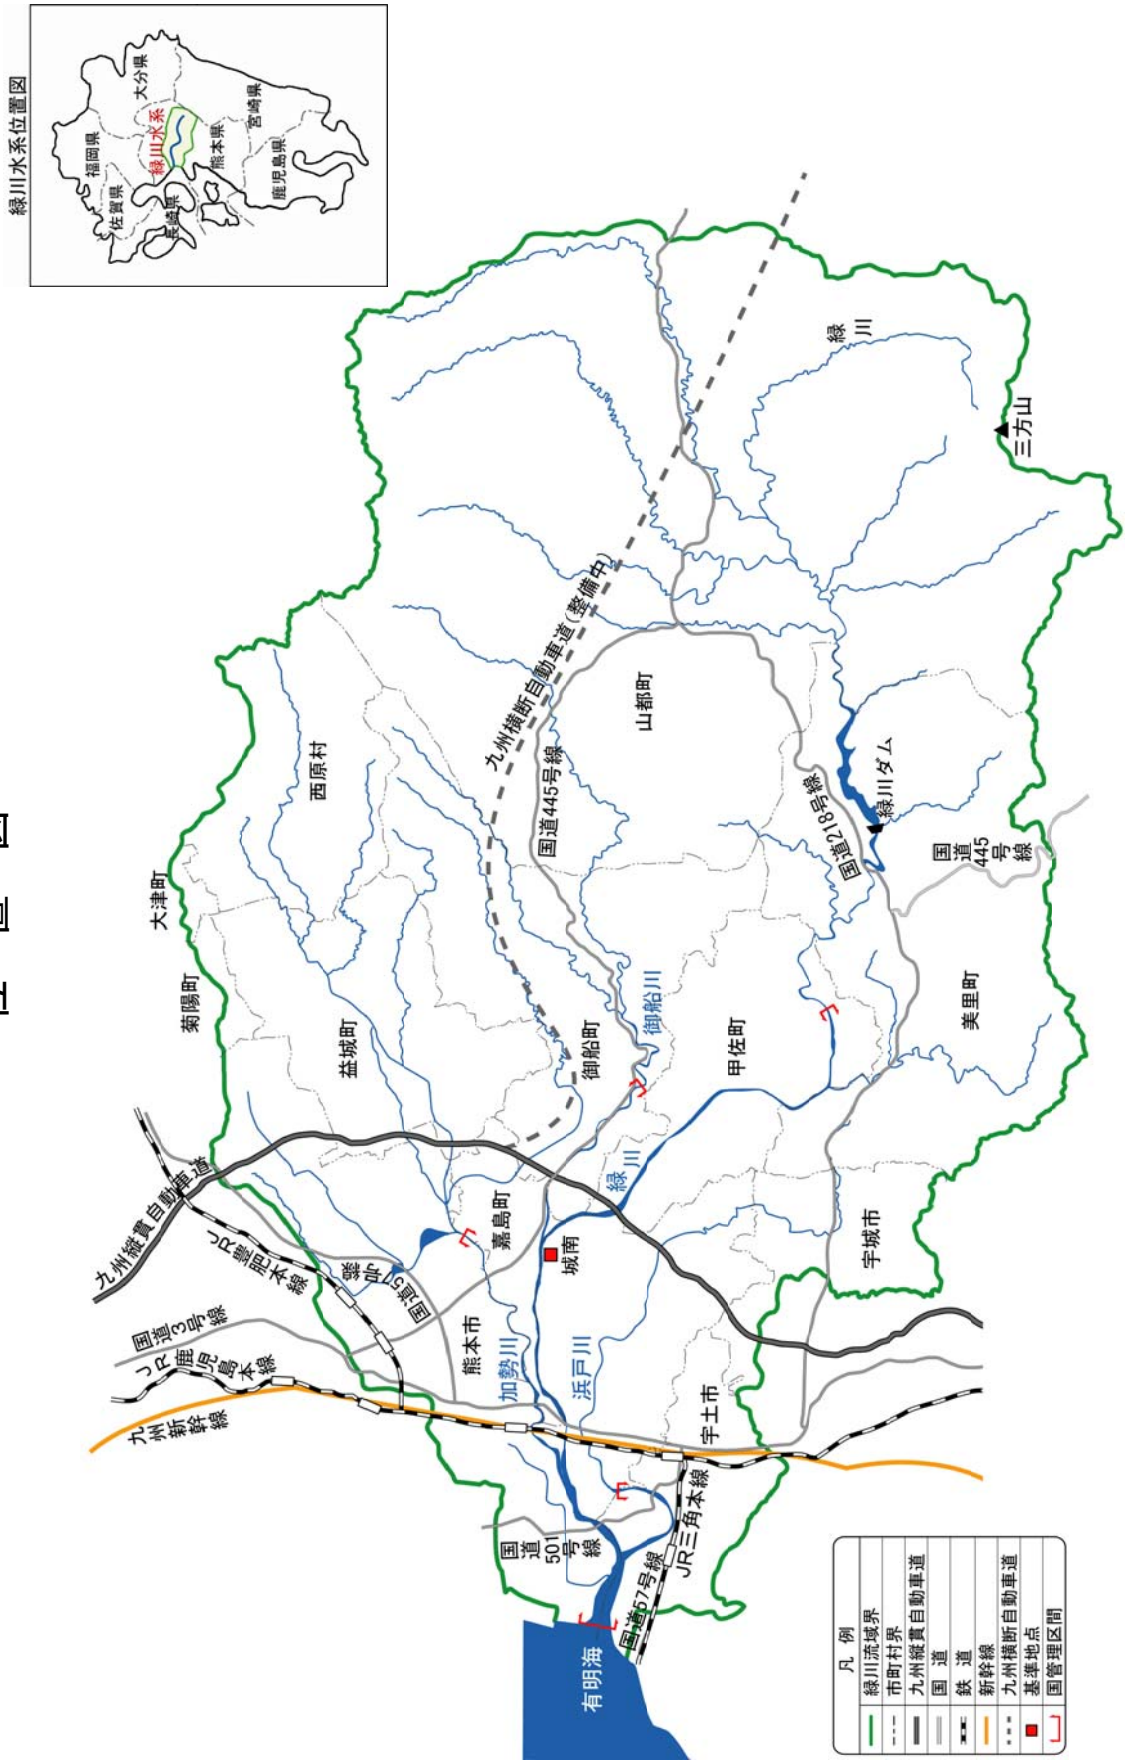 緑川水系位置図
福岡県
大分県
佐賀県
長崎県
緑川水系
熊本県
宮崎県
鹿児島県
大津町
菊陽町
西原村
益城町
九州横断自動車道(整備中)
国道445号線
山都町
緑川
三方山
国道218号線
緑川ダム
国道
445
号
線
御船町
御船川
甲佐町
美里町
九州縦貫自動車道
JR豊肥
本線
国道57号線
国道3号線
JR鹿児島本線
九州
新幹
線
嘉島町
緑川
城南
宇城市
熊本市
加勢川
浜戸川
宇土市
国道
501
号
線
国道57号線
JR三角本線
有明海
凡例
緑川流域界
市町村界
九州縦貫自動車道
国道
鉄道
新幹線
九州横断自動車道
基準地点
国管理区間